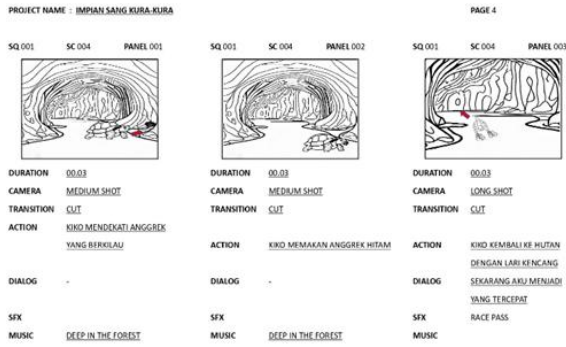 PROJECT NAME : IMPIAN SANG KURA-KURA
PAGE 4
SQ 001 SC 004 PANEL 001
DURATION 00.03
CAMERA MEDIUM SHOT
TRANSITION CUT
ACTION KIKO MENDEKATI ANGGREK
YANG BERKILAU
DIALOG -
SFX
MUSIC DEEP IN THE FOREST
SQ 001 SC 004 PANEL 002
DURATION 00.03
CAMERA MEDIUM SHOT
TRANSITION CUT
ACTION KIKO MEMAKAN ANGGREK HITAM
DIALOG -
SFX
MUSIC DEEP IN THE FOREST
SQ 001 SC 004 PANEL 003
DURATION 00.03
CAMERA LONG SHOT
TRANSITION CUT
ACTION KIKO KEMBALI KE HUTAN
DENGAN LARI KENCANG
DIALOG SEKARANG AKU MENJADI
YANG TERCEPAT
SFX RACE PASS
MUSIC